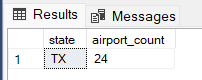 Results Messages
state airport_count
1 TX 24